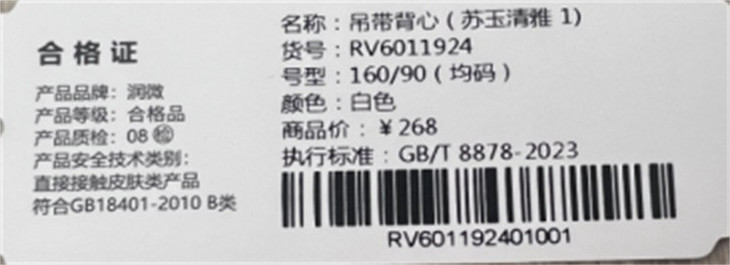 合格证
产品品牌：润微
产品等级：合格品
产品质检：08 检
产品安全技术类别：
直接接触皮肤类产品
符合GB18401-2010 B类
名称：吊带背心（苏玉清雅 1）
货号：RV6011924
号型：160/90（均码）
颜色：白色
商品价：￥268
执行标准：GB/T 8878-2023
RV601192401001